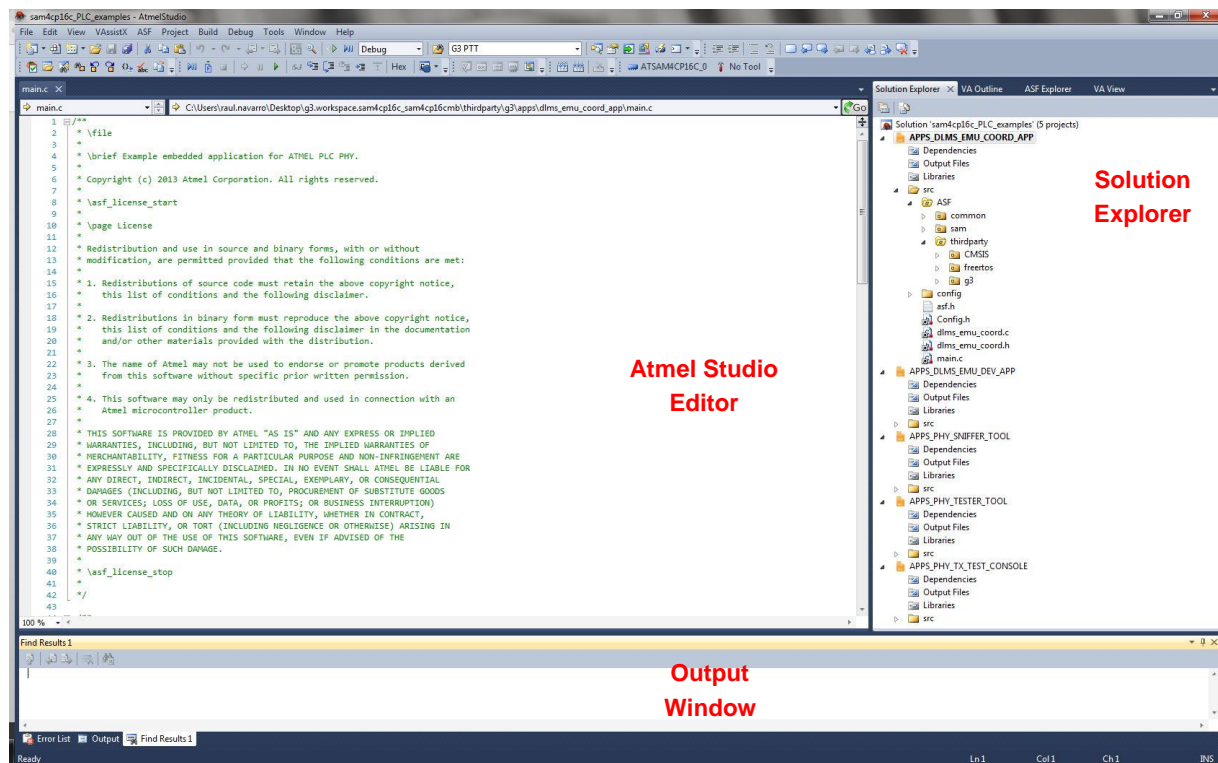 sam4cp16c_PLC_examples - AtmelStudio
File Edit View VAssistX ASF Project Build Debug Tools Window Help
Debug G3 PTT
Hex ATSAM4CP16C_0 No Tool
main.c
main.c C:\Users\raul.navarro\Desktop\g3.workspace.sam4cp16c_sam4cp16cmb\thirdparty\g3\apps\dlms_emu_coord_app\main.c Go
1 /**
2 * \file
3 *
4 * \brief Example embedded application for ATMEL PLC PHY.
5 *
6 * Copyright (c) 2013 Atmel Corporation. All rights reserved.
7 *
8 * \asf_license_start
9 *
10 * \page License
11 *
12 * Redistribution and use in source and binary forms, with or without
13 * modification, are permitted provided that the following conditions are met:
14 *
15 * 1. Redistributions of source code must retain the above copyright notice,
16 * this list of conditions and the following disclaimer.
17 *
18 * 2. Redistributions in binary form must reproduce the above copyright notice,
19 * this list of conditions and the following disclaimer in the documentation
20 * and/or other materials provided with the distribution.
21 *
22 * 3. The name of Atmel may not be used to endorse or promote products derived
23 * from this software without specific prior written permission.
24 *
25 * 4. This software may only be redistributed and used in connection with an
26 * Atmel microcontroller product.
27 *
28 * THIS SOFTWARE IS PROVIDED BY ATMEL "AS IS" AND ANY EXPRESS OR IMPLIED
29 * WARRANTIES, INCLUDING, BUT NOT LIMITED TO, THE IMPLIED WARRANTIES OF
30 * MERCHANTABILITY, FITNESS FOR A PARTICULAR PURPOSE AND NON-INFRINGEMENT ARE
31 * EXPRESSLY AND SPECIFICALLY DISCLAIMED. IN NO EVENT SHALL ATMEL BE LIABLE FOR
32 * ANY DIRECT, INDIRECT, INCIDENTAL, SPECIAL, EXEMPLARY, OR CONSEQUENTIAL
33 * DAMAGES (INCLUDING, BUT NOT LIMITED TO, PROCUREMENT OF SUBSTITUTE GOODS
34 * OR SERVICES; LOSS OF USE, DATA, OR PROFITS; OR BUSINESS INTERRUPTION)
35 * HOWEVER CAUSED AND ON ANY THEORY OF LIABILITY, WHETHER IN CONTRACT,
36 * STRICT LIABILITY, OR TORT (INCLUDING NEGLIGENCE OR OTHERWISE) ARISING IN
37 * ANY WAY OUT OF THE USE OF THIS SOFTWARE, EVEN IF ADVISED OF THE
38 * POSSIBILITY OF SUCH DAMAGE.
39 *
40 * \asf_license_stop
41 *
42 */
43
100 %
Atmel Studio
Editor
Solution Explorer VA Outline ASF Explorer VA View
Solution 'sam4cp16c_PLC_examples' (5 projects)
APPS_DLMS_EMU_COORD_APP
Dependencies
Output Files
Libraries
src
ASF
common
sam
thirdparty
CMSIS
freertos
g3
config
asf.h
Config.h
dlms_emu_coord.c
dlms_emu_coord.h
main.c
APPS_DLMS_EMU_DEV_APP
Dependencies
Output Files
Libraries
src
APPS_PHY_SNIFFER_TOOL
Dependencies
Output Files
Libraries
src
APPS_PHY_TESTER_TOOL
Dependencies
Output Files
Libraries
src
APPS_PHY_TX_TEST_CONSOLE
Dependencies
Output Files
Libraries
src
Solution
Explorer
Find Results 1
Output
Window
Error List Output Find Results 1
Ready Ln 1 Col 1 Ch 1 INS